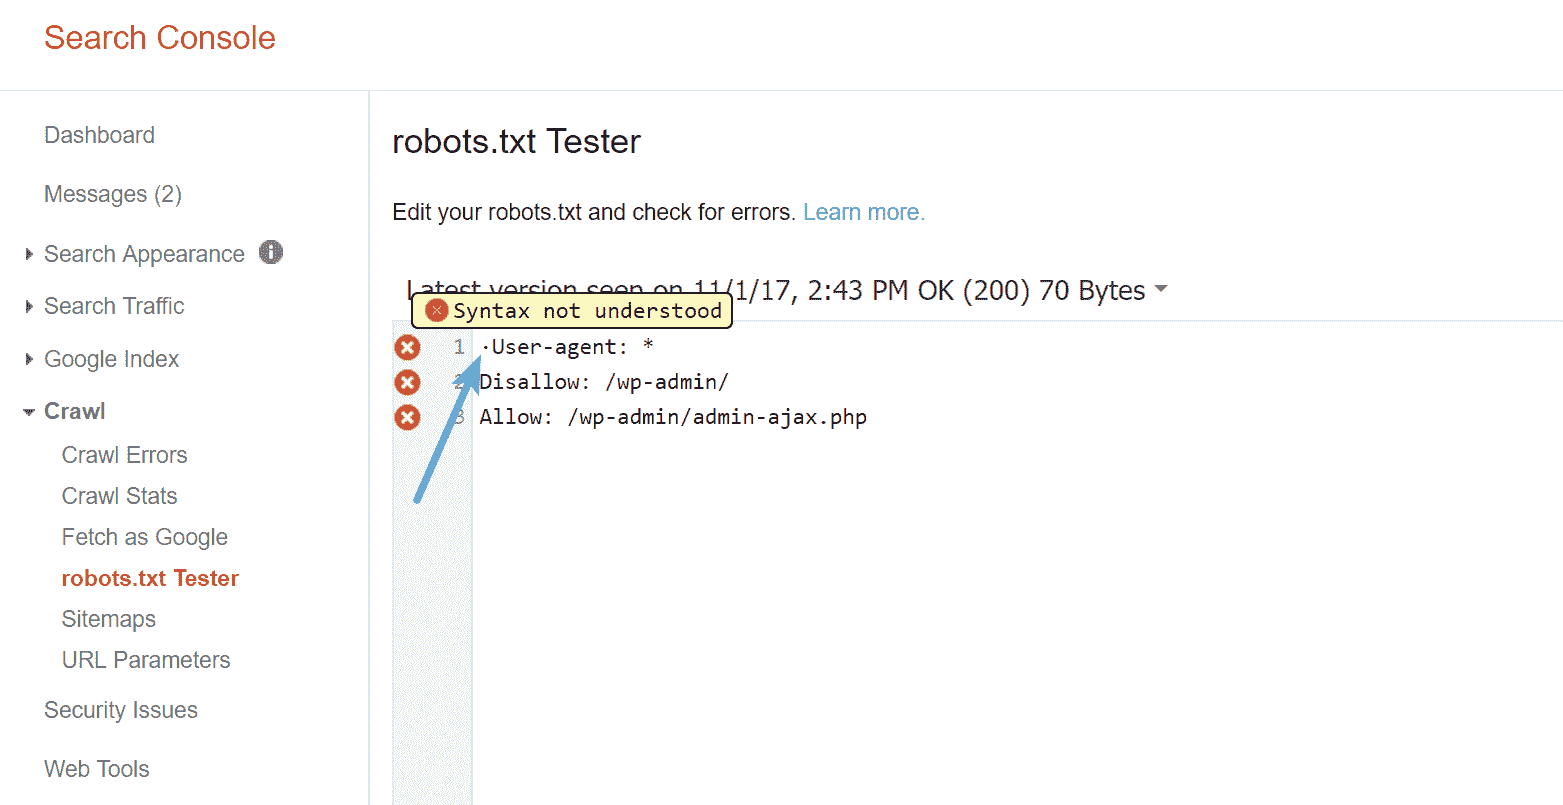 Search Console
Dashboard
Messages (2)
Search Appearance
Search Traffic
Google Index
Crawl
Crawl Errors
Crawl Stats
Fetch as Google
robots.txt Tester
Sitemaps
URL Parameters
Security Issues
Web Tools
robots.txt Tester
Edit your robots.txt and check for errors. Learn more.
Latest version seen on 11/1/17, 2:43 PM OK (200) 70 Bytes
Syntax not understood
1 ·User-agent: *
2 Disallow: /wp-admin/
3 Allow: /wp-admin/admin-ajax.php